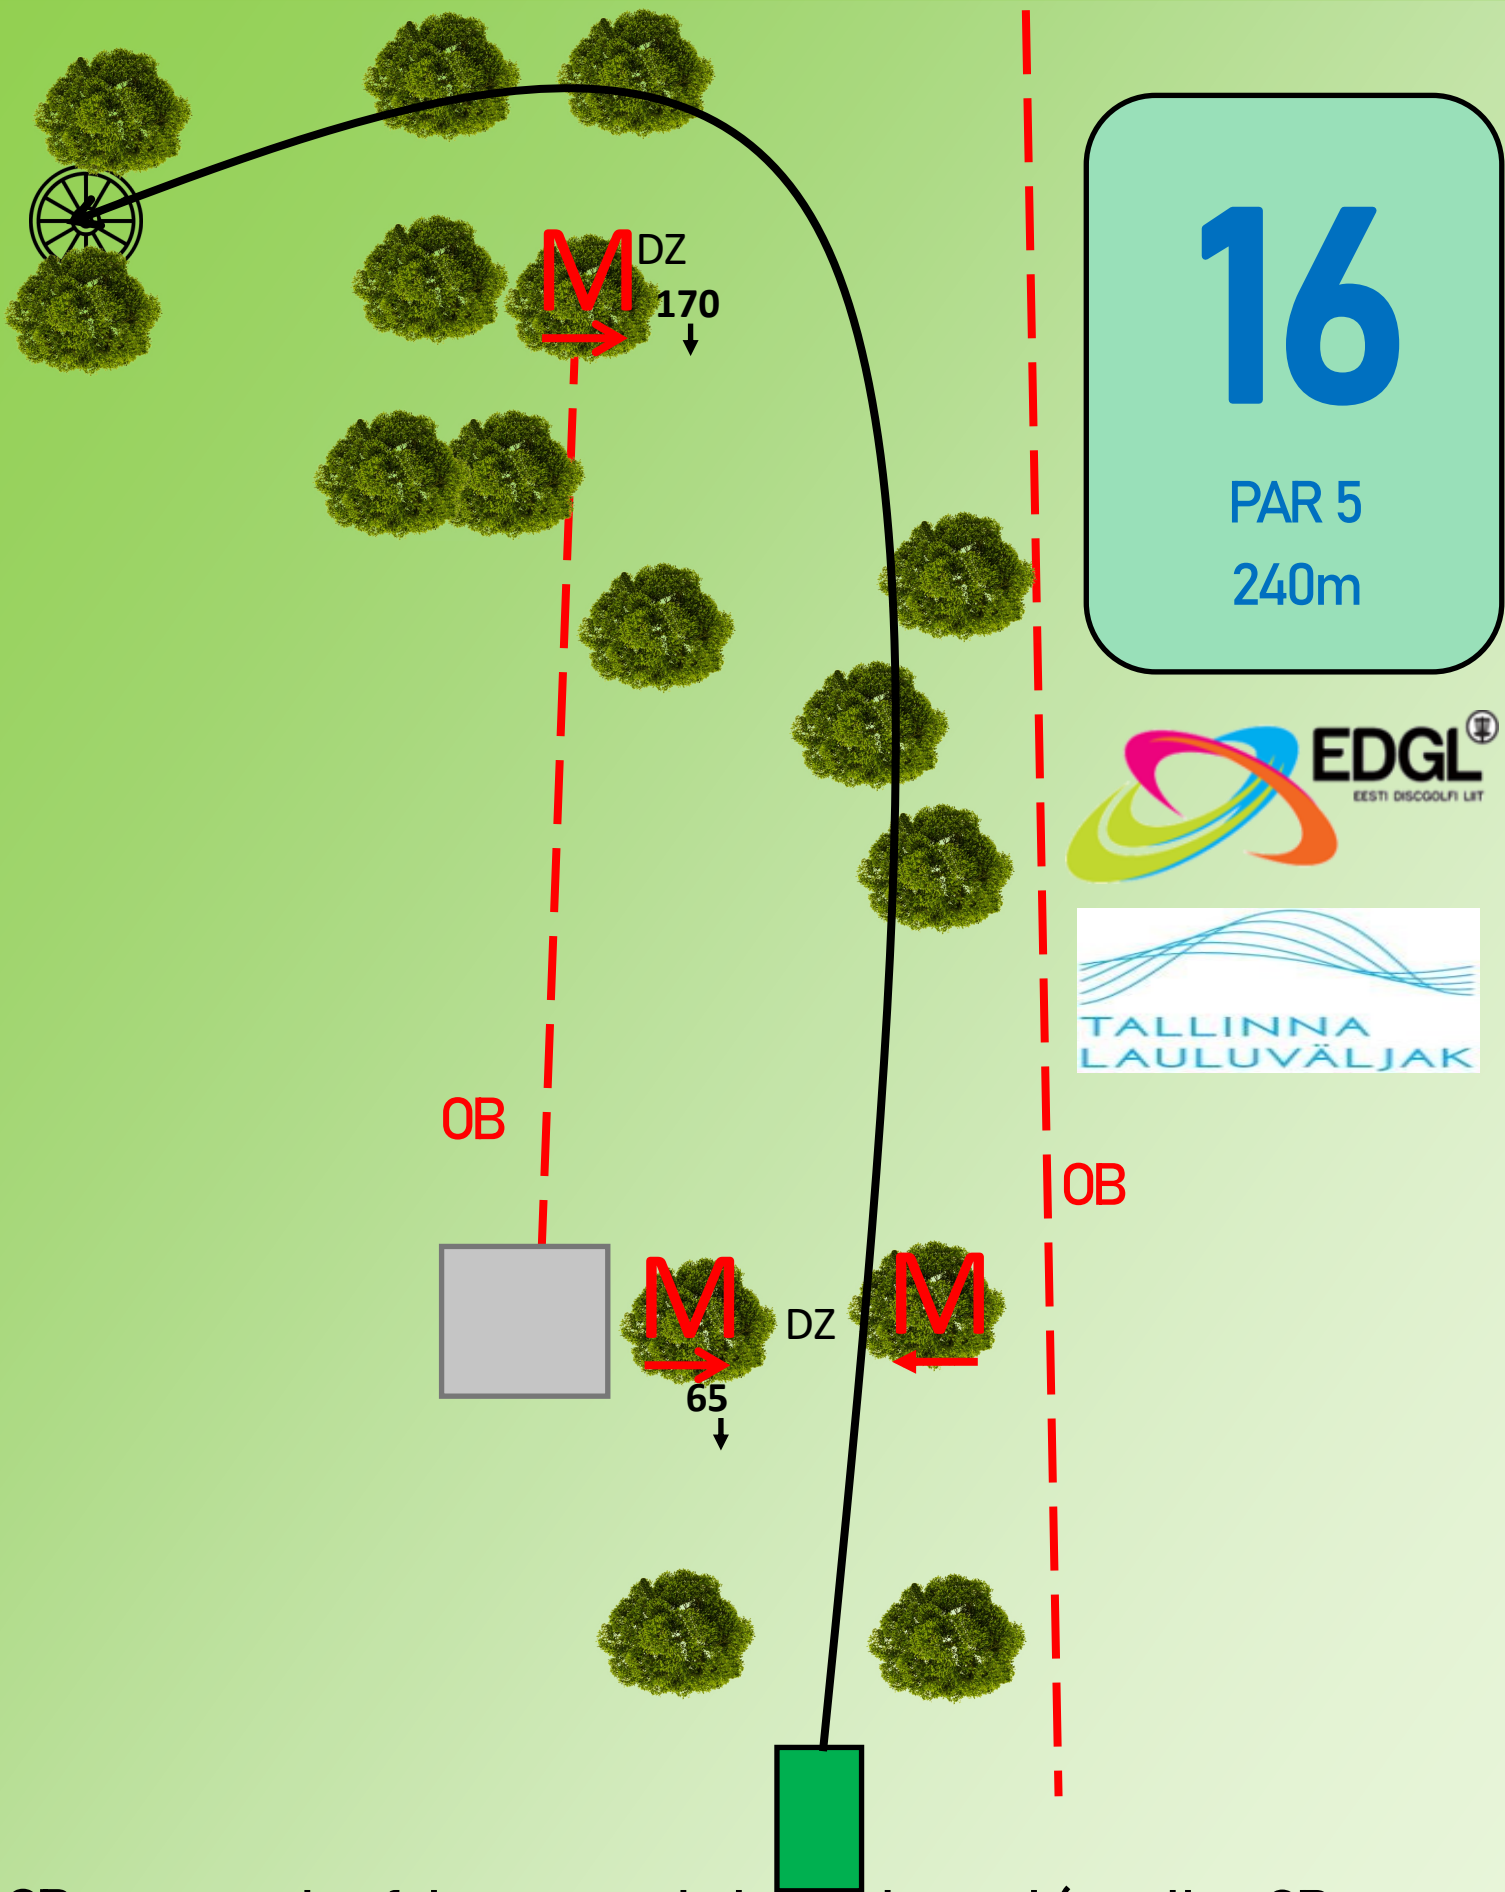 16
PAR 5
240m
M DZ
170
EDGL
EESTI DISCGOLFI LIIT
TALLINNA
LAULUVÄLJAK
OB
OB
M DZ M
65